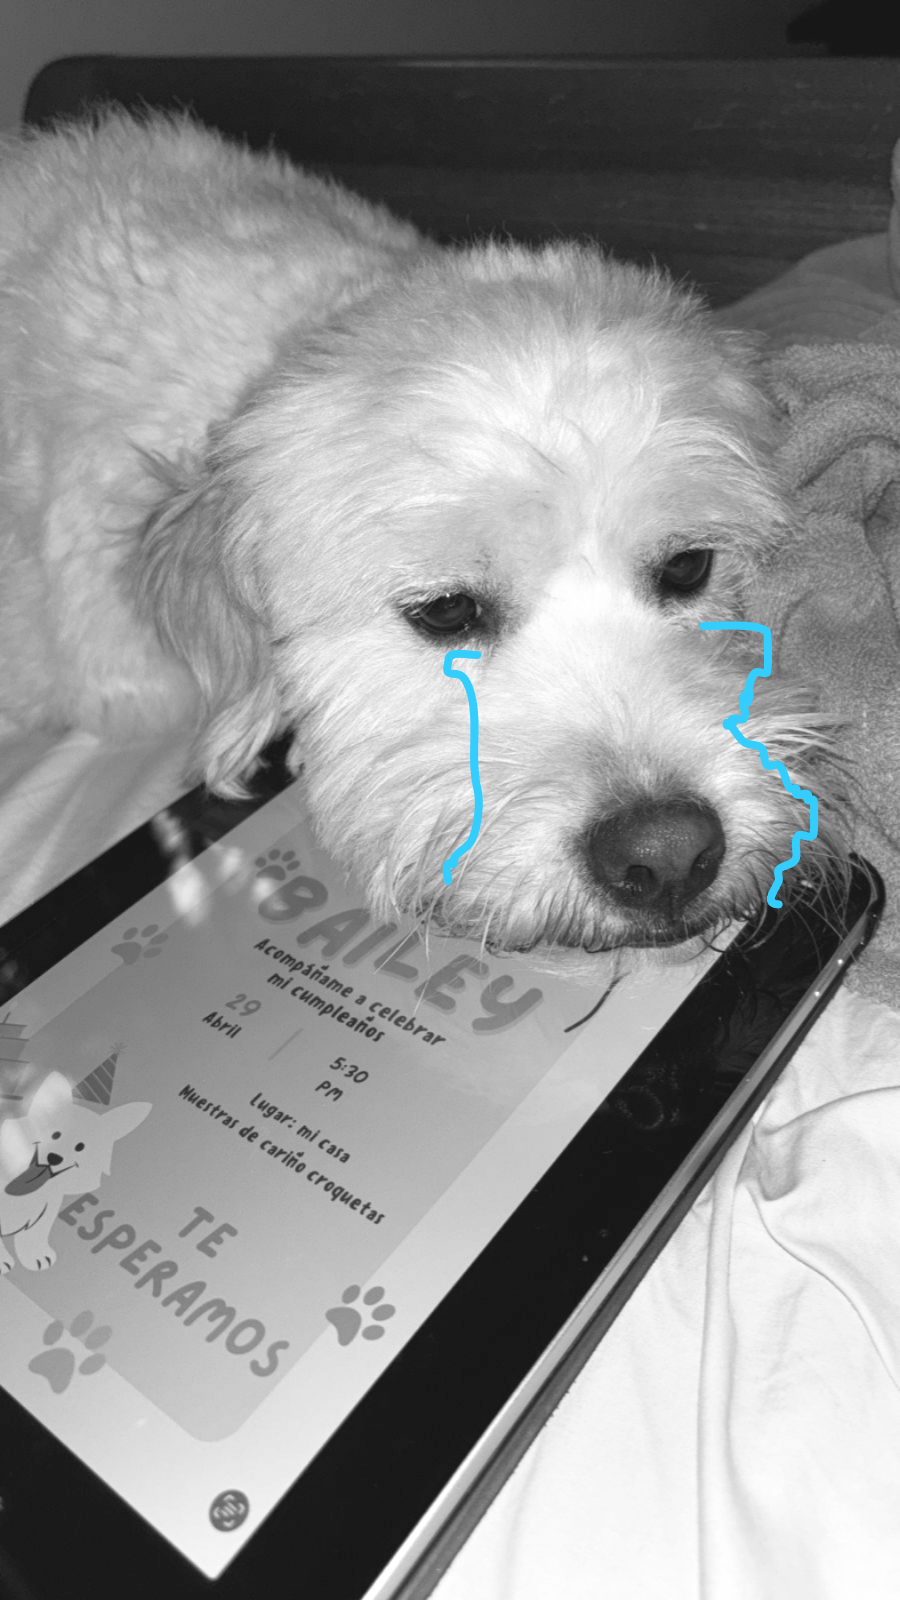 BAILEY
Acompáñame a celebrar
mi cumpleaños
29
Abril
5:30
PM
Lugar: mi casa
Muestras de cariño croquetas
TE
ESPERAMOS